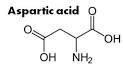 Aspartic acid
O
O
OH
OH
NH2